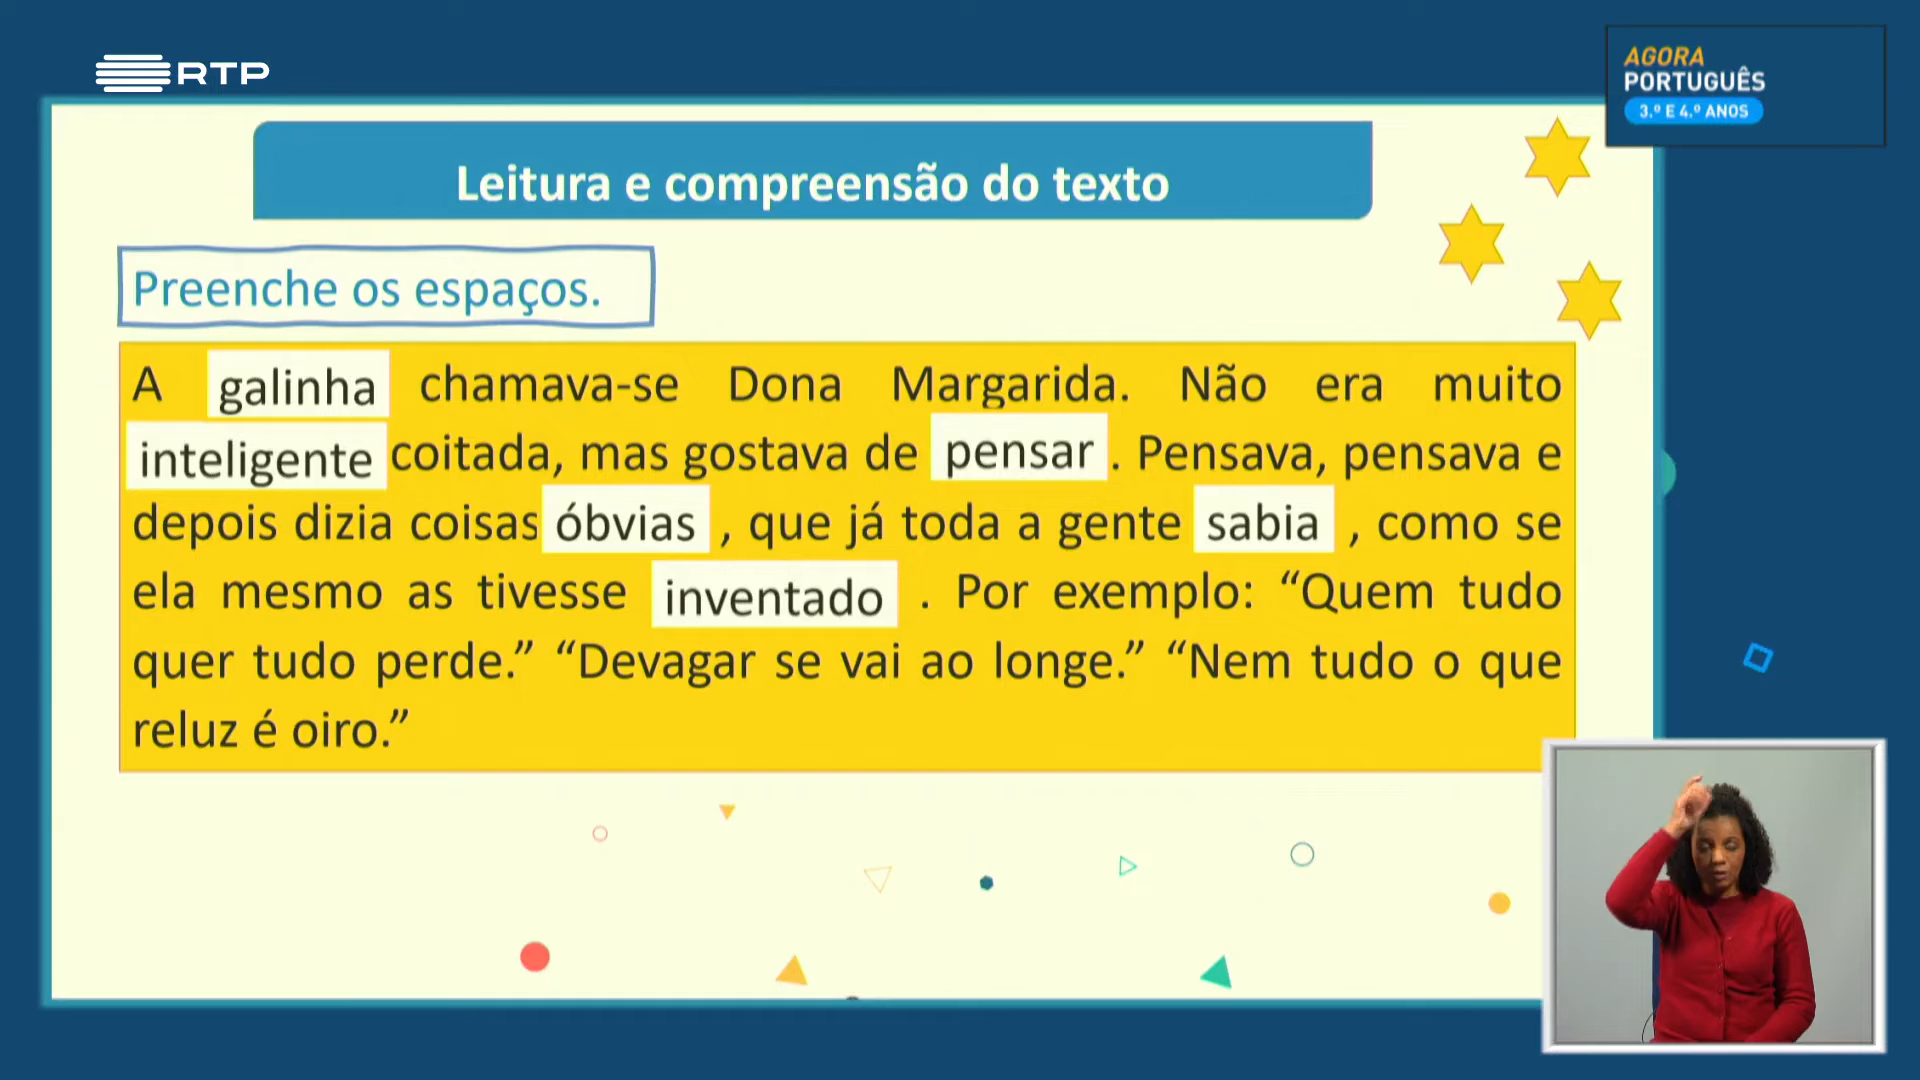 RTP
AGORA
PORTUGUÊS
3.º E 4.º ANOS
Leitura e compreensão do texto
Preenche os espaços.
A galinha chamava-se Dona Margarida. Não era muito
inteligente coitada, mas gostava de pensar . Pensava, pensava e
depois dizia coisas óbvias , que já toda a gente sabia , como se
ela mesmo as tivesse inventado . Por exemplo: “Quem tudo
quer tudo perde.” “Devagar se vai ao longe.” “Nem tudo o que
reluz é oiro.”